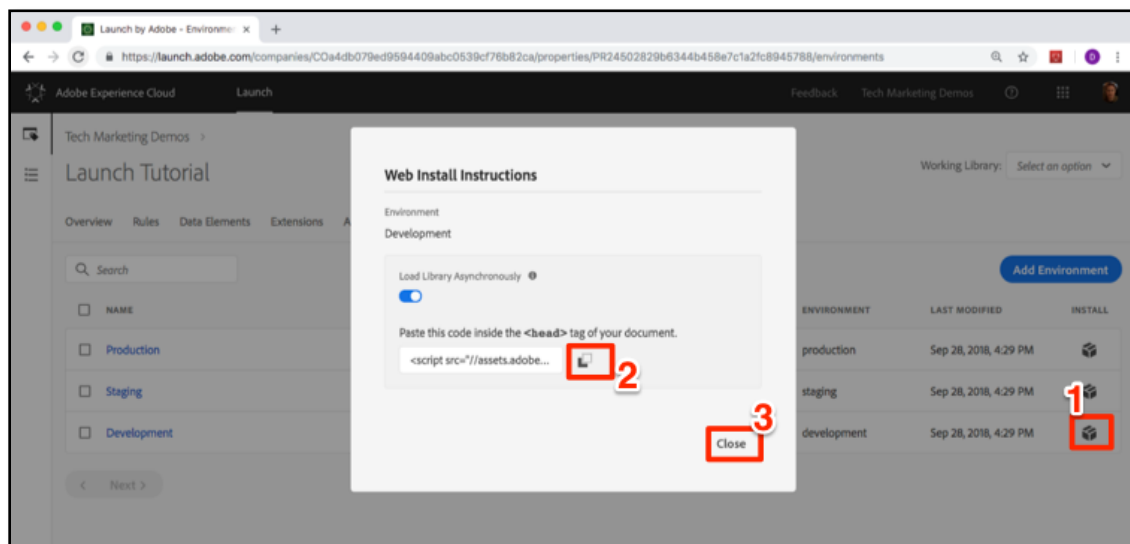 Launch by Adobe - Environme
https://launch.adobe.com/companies/COa4db079ed9594409abc0539cf76b82ca/properties/PR24502829b6344b458e7c1a2fc8945788/environments
Adobe Experience Cloud Launch Feedback Tech Marketing Demos
Tech Marketing Demos >
Launch Tutorial
Working Library: Select an option
Overview Rules Data Elements Extensions A
Search
Add Environment
NAME ENVIRONMENT LAST MODIFIED INSTALL
Production production Sep 28, 2018, 4:29 PM
Staging staging Sep 28, 2018, 4:29 PM
Development development Sep 28, 2018, 4:29 PM
< Next >
Web Install Instructions
Environment
Development
Load Library Asynchronously
Paste this code inside the <head> tag of your document.
<script src="//assets.adobe...
Close
1
2
3